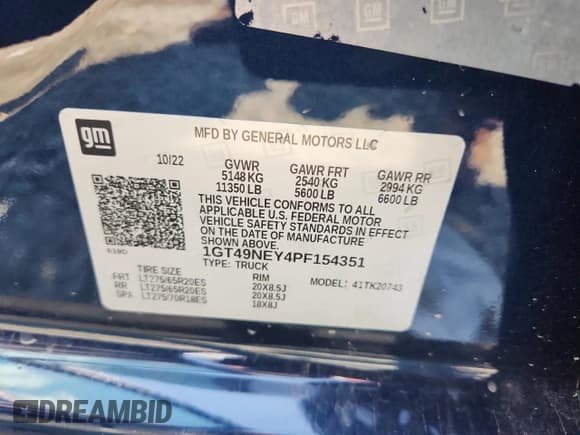 gm
MFD BY GENERAL MOTORS LLC
10/22
GVWR GAWR FRT GAWR RR
5148 KG 2540 KG 2994 KG
11350 LB 5600 LB 6600 LB
THIS VEHICLE CONFORMS TO ALL
APPLICABLE U.S. FEDERAL MOTOR
VEHICLE SAFETY STANDARDS IN EFFECT
ON THE DATE OF MANUFACTURE
SHOWN ABOVE.
1GT49NEY4PF154351
TYPE: TRUCK
MODEL: 41TK20743
TIRE SIZE RIM
FRT LT275/65R20ES 20X8.5J
RR LT275/65R20ES 20X8.5J
SPA LT275/70R18ES 18X8J
DREAMBID